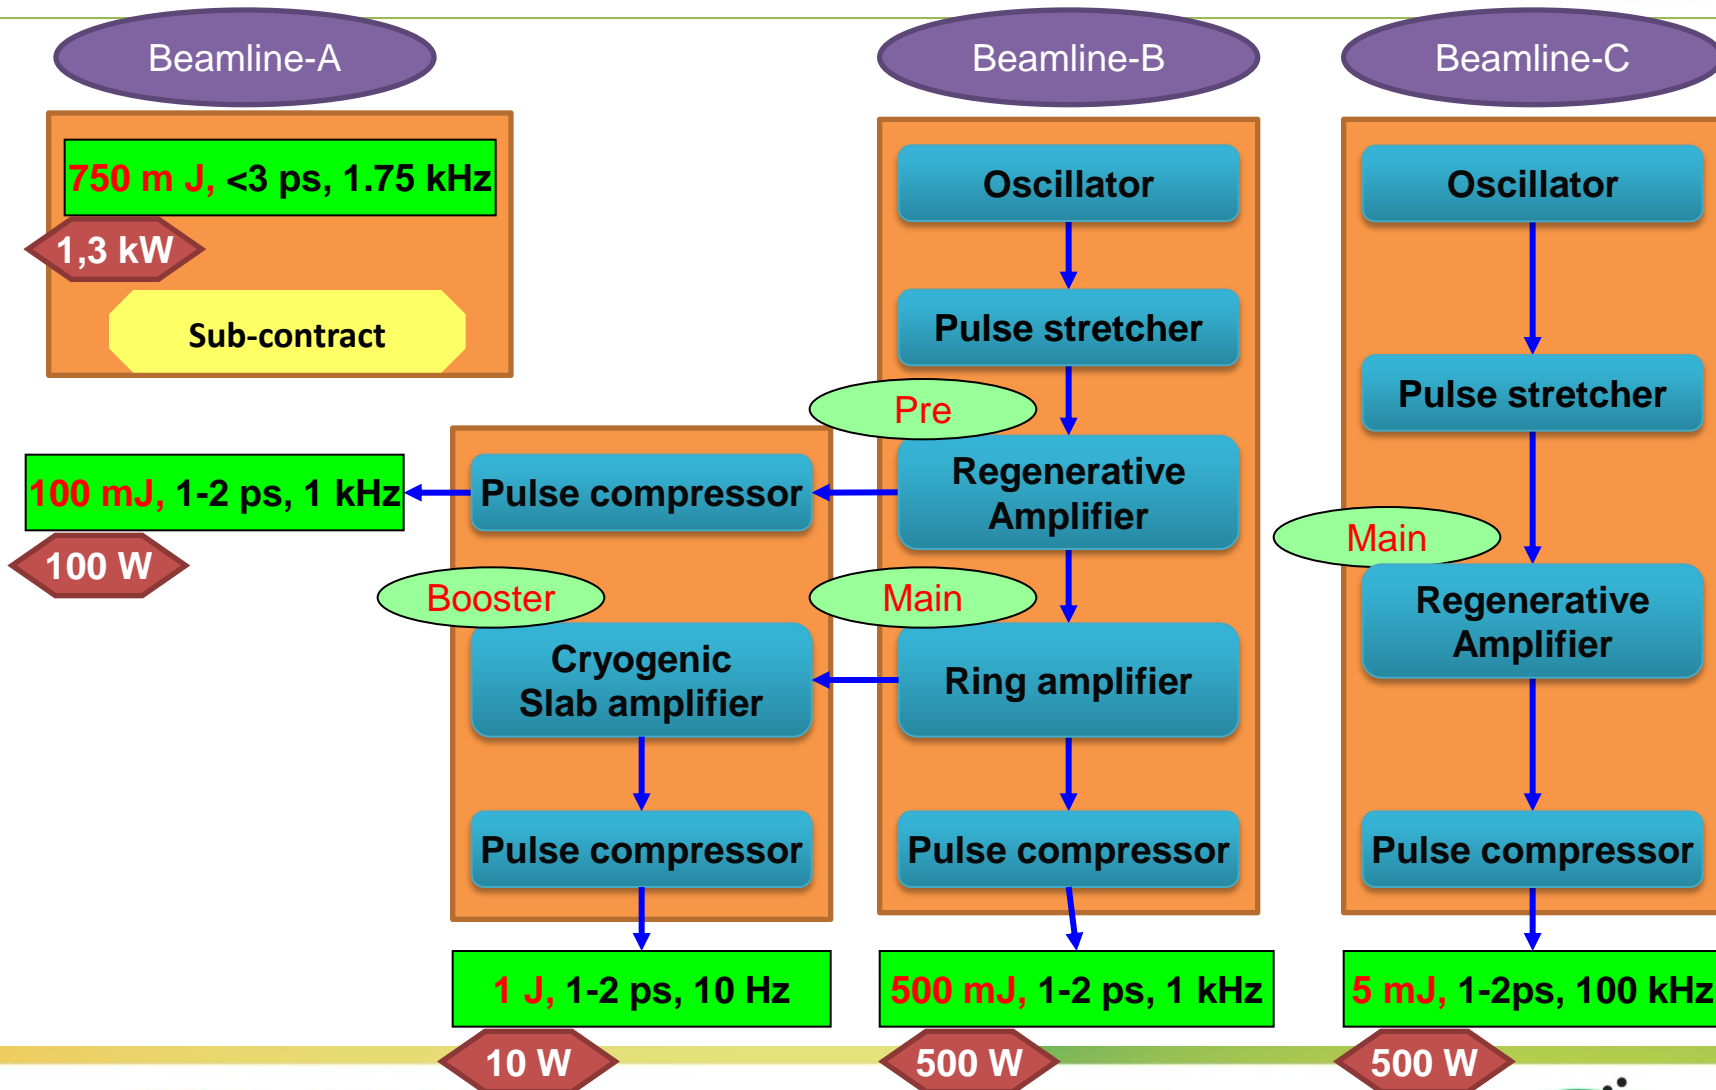 Beamline-A
Beamline-B
Beamline-C
750 m J, <3 ps, 1.75 kHz
1,3 kW
Sub-contract
Oscillator
Pulse stretcher
Pre
Regenerative
Amplifier
Main
Ring amplifier
Pulse compressor
500 mJ, 1-2 ps, 1 kHz
500 W
Pulse compressor
100 mJ, 1-2 ps, 1 kHz
100 W
Booster
Cryogenic
Slab amplifier
Pulse compressor
1 J, 1-2 ps, 10 Hz
10 W
Oscillator
Pulse stretcher
Main
Regenerative
Amplifier
Pulse compressor
5 mJ, 1-2ps, 100 kHz
500 W